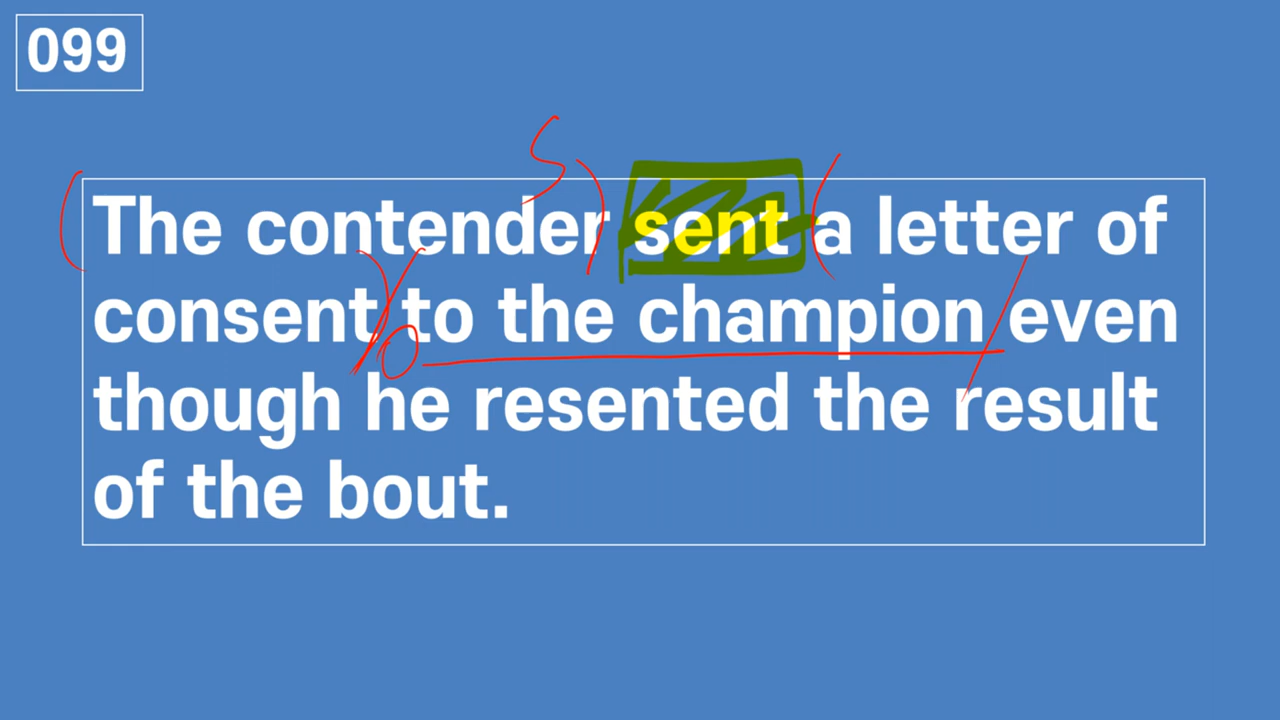 099
S
The contender sent a letter of
consent to the champion even
though he resented the result
of the bout.